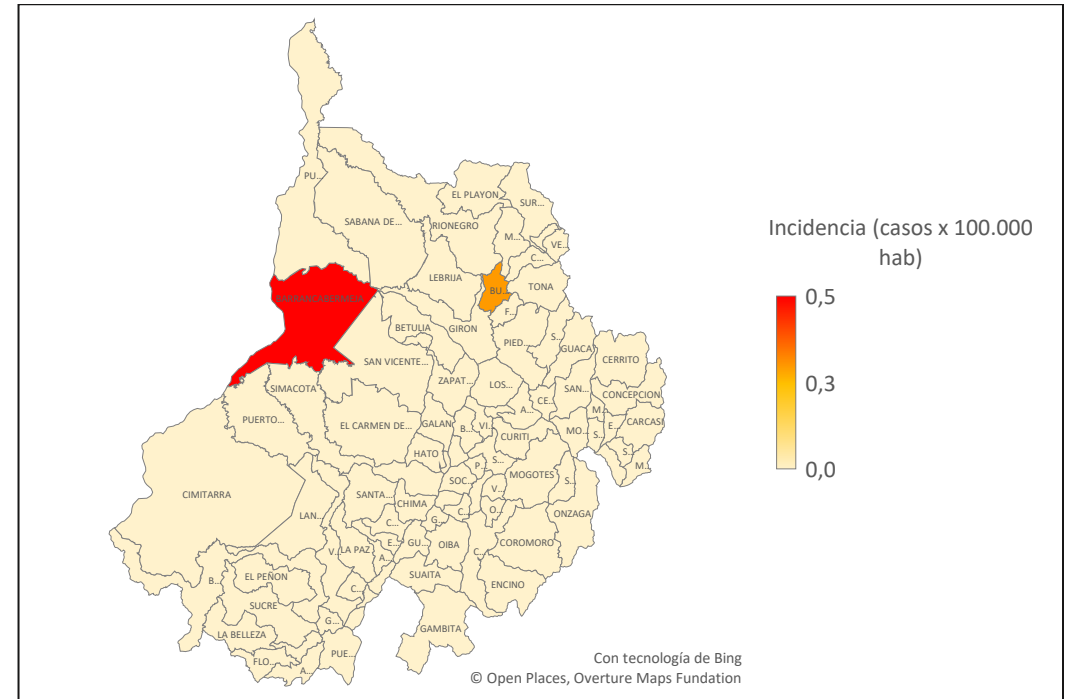 PU...
EL PLAYON
SUR...
SABANA DE...
RIONEGRO
M...
VE...
C...
LEBRIJA
TONA
BU...
BARRANCABERMEJA
F...
BETULIA
GIRON
PIED...
S...
GUACA
SAN VICENTE...
CERRITO
ZAPAT...
LOS...
SAN...
SIMACOTA
CE...
CONCEPCION
A...
M...
PUERTO...
EL CARMEN DE...
GALAN
B...
VI...
CURITI
MO...
S...
E...
CARCASI
HATO
P...
S...
S...
M...
CIMITARRA
SANTA...
SOC...
V...
MOGOTES
S...
CHIMA
LAN...
C...
G...
C...
O...
ONZAGA
V...
LA PAZ
E...
A...
GU...
OIBA
C...
COROMORO
B...
EL PEÑON
C...
SUAITA
ENCINO
SUCRE
G...
LA BELLEZA
GAMBITA
FLO...
A...
PUE...
Incidencia (casos x 100.000
hab)
0,5
0,3
0,0
Con tecnología de Bing
© Open Places, Overture Maps Fundation